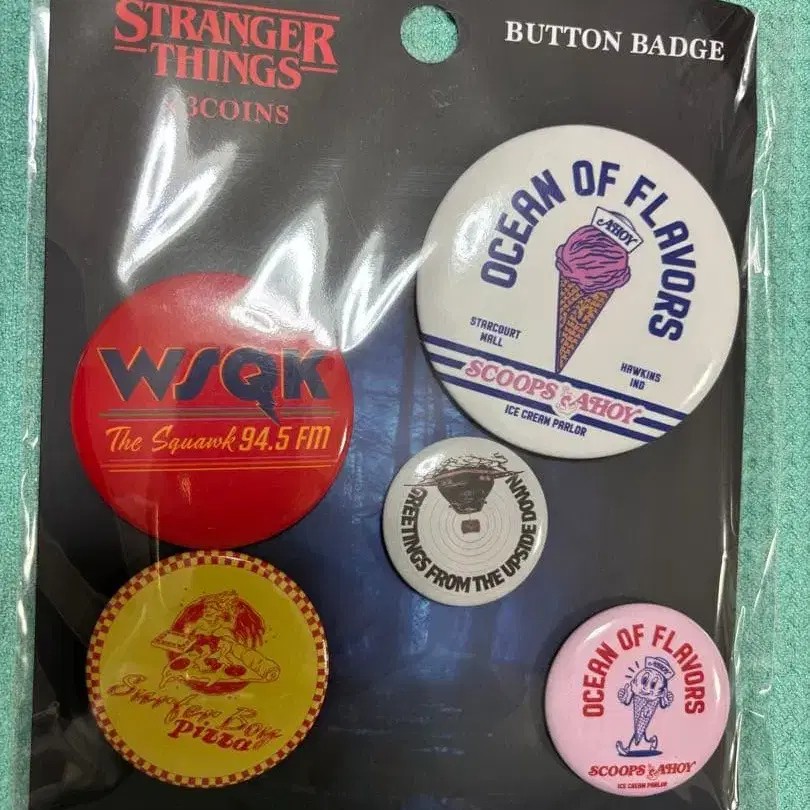 STRANGER
THINGS
3COINS
BUTTON BADGE
OCEAN OF FLAVORS
AHOY
STARCOURT
MALL
HAWKINS
IND
SCOOPS AHOY
ICE CREAM PARLOR
WSQK
The Squawk 94.5 FM
GREETINGS FROM THE UPSIDE DOWN
Surfer Boy
pizza
OCEAN OF FLAVORS
AHOY
SCOOPS AHOY
ICE CREAM PARLOR